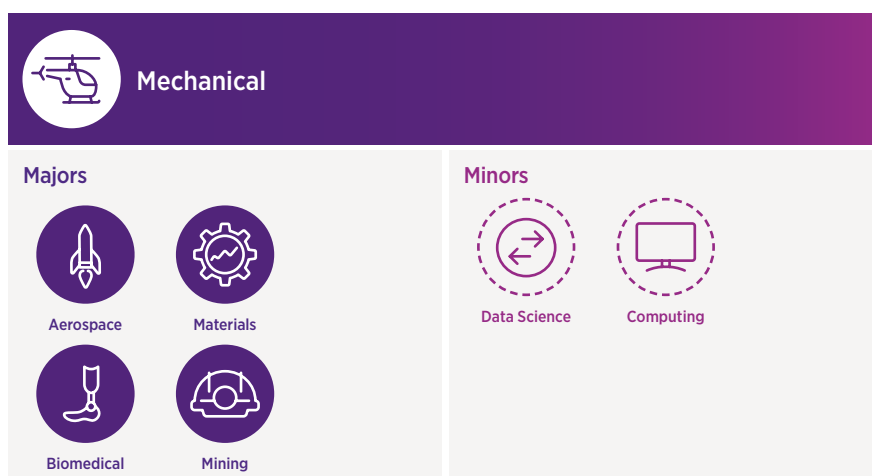 Mechanical
Majors
Aerospace
Materials
Biomedical
Mining
Minors
Data Science
Computing